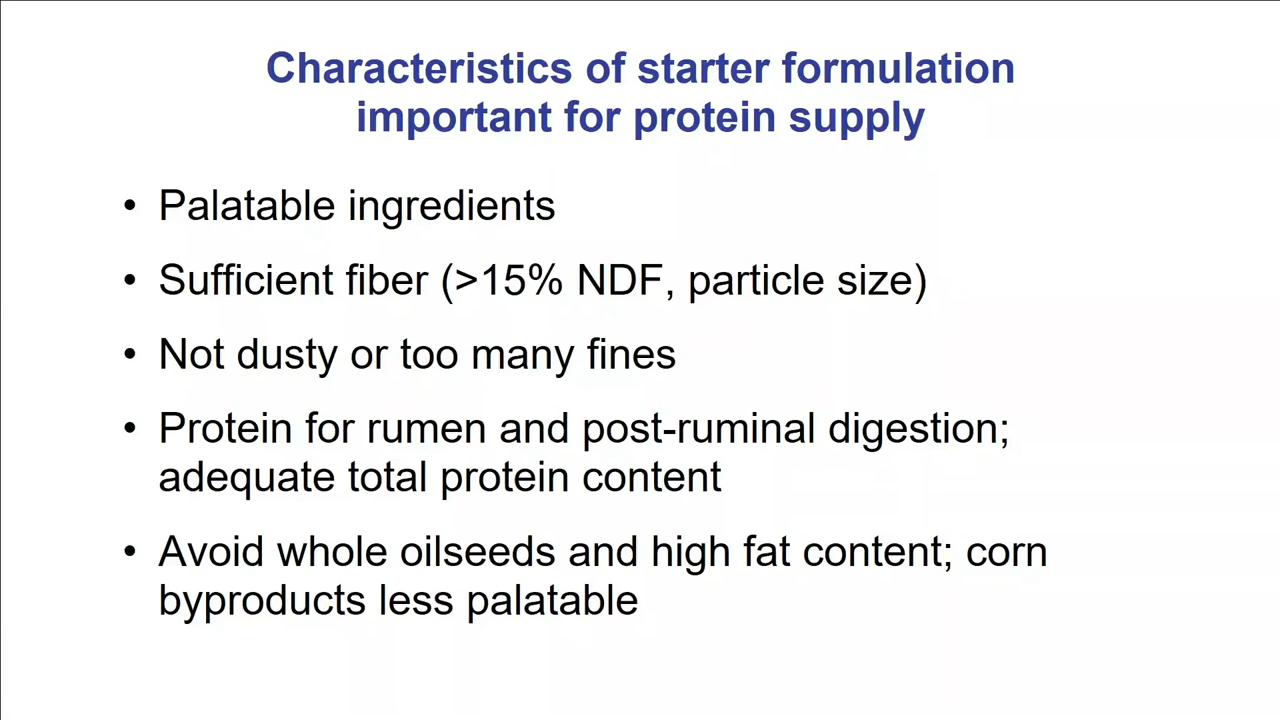 Characteristics of starter formulation
important for protein supply
• Palatable ingredients
• Sufficient fiber (>15% NDF, particle size)
• Not dusty or too many fines
• Protein for rumen and post-ruminal digestion;
adequate total protein content
• Avoid whole oilseeds and high fat content; corn
byproducts less palatable